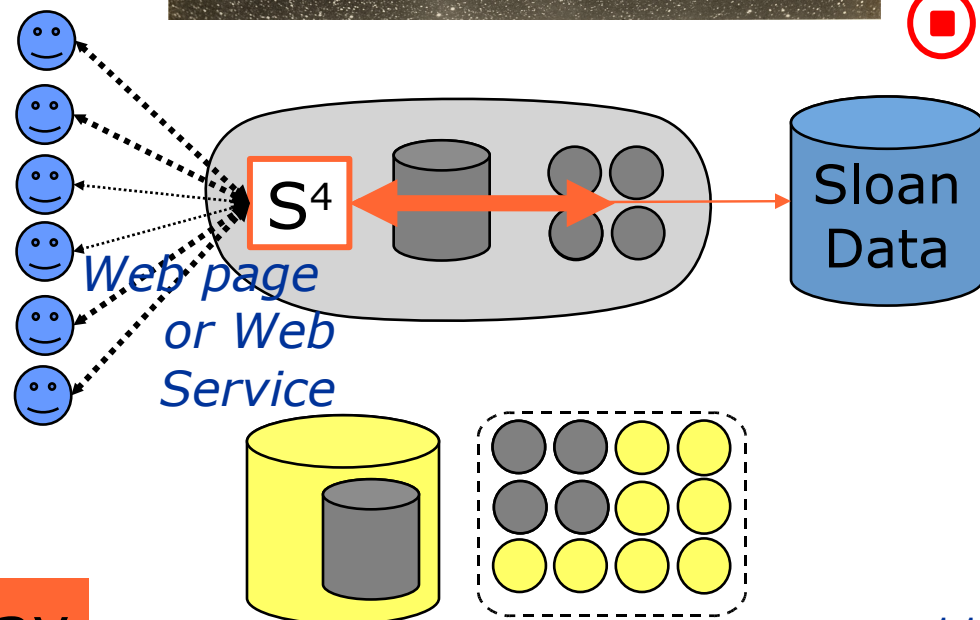 S⁴
Sloan
Data
Web page
or Web
Service